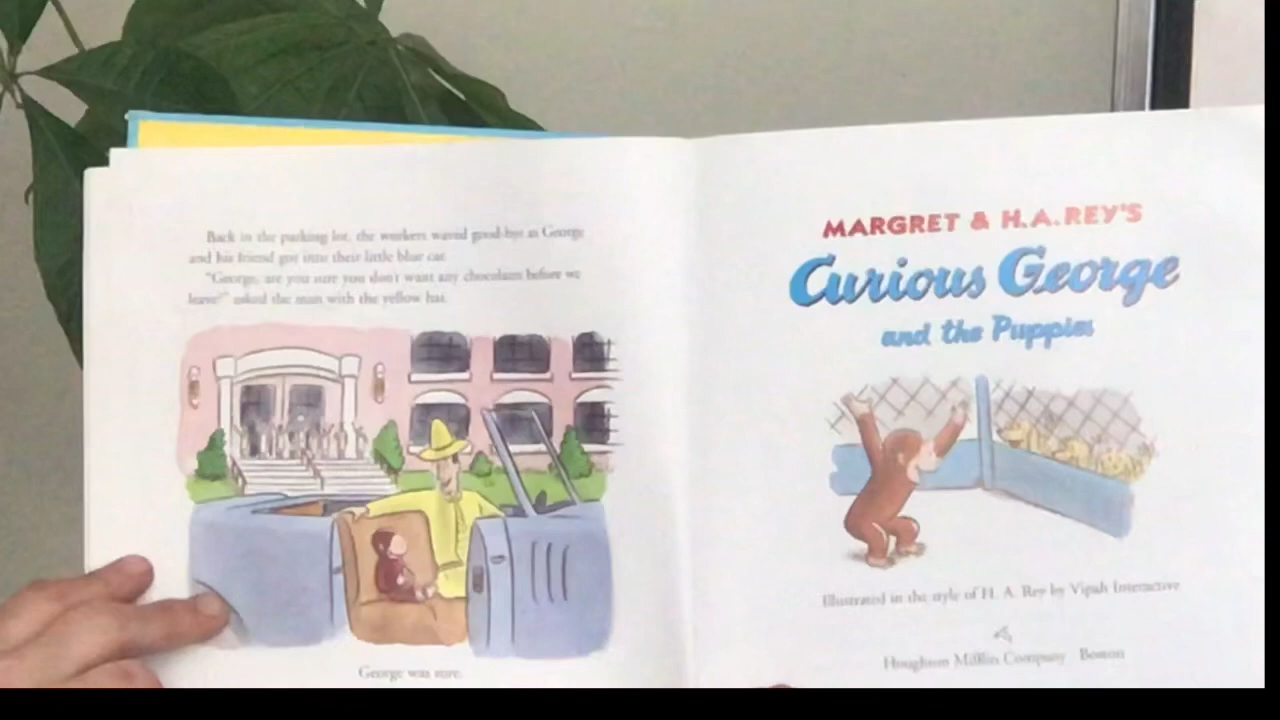 Back in the parking lot, the workers waved good-bye as George
and his friend got into their little blue car.
"George, are you sure you don't want any chocolates before we
leave?" asked the man with the yellow hat.
George was sure.
MARGRET & H.A.REY'S
Curious George
and the Puppies
Illustrated in the style of H. A. Rey by Vipah Interactive
Houghton Mifflin Company Boston